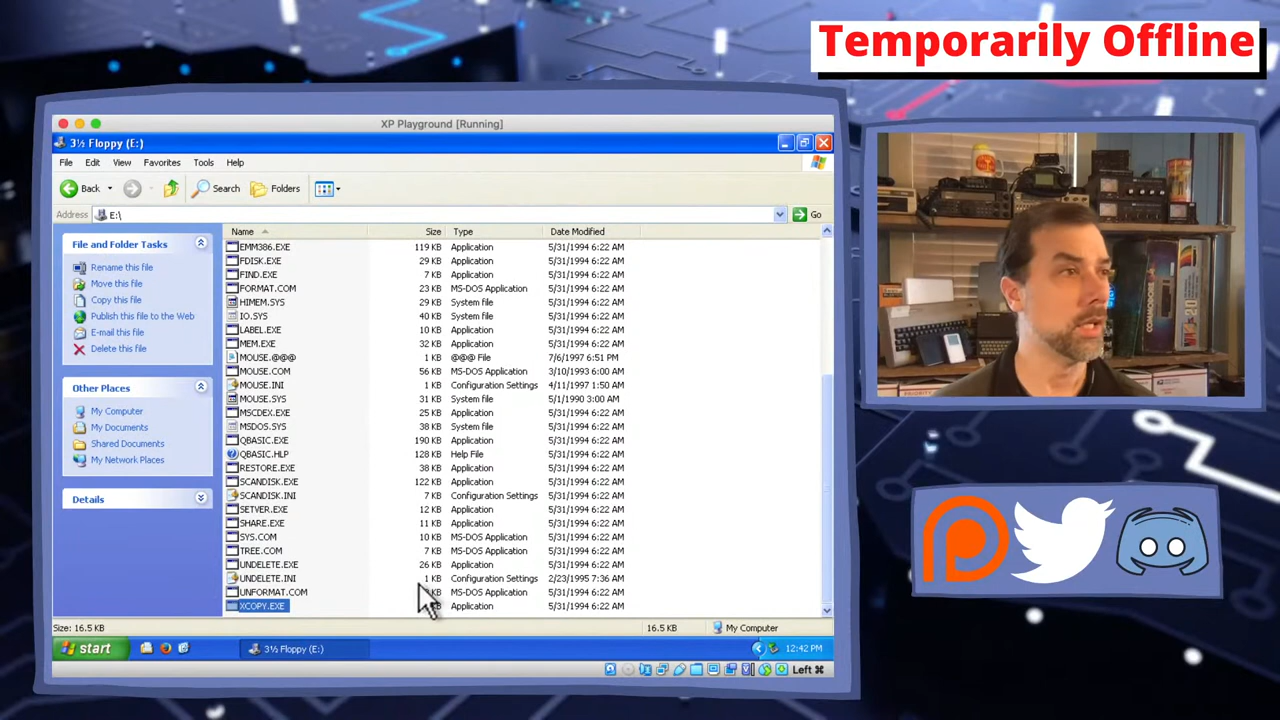 Temporarily Offline
XP Playground [Running]
3½ Floppy (E:)
File Edit View Favorites Tools Help
Back Search Folders
Address E:\ Go
File and Folder Tasks
Rename this file
Move this file
Copy this file
Publish this file to the Web
E-mail this file
Delete this file
Other Places
My Computer
My Documents
Shared Documents
My Network Places
Details
Name Size Type Date Modified
EMM386.EXE 119 KB Application 5/31/1994 6:22 AM
FDISK.EXE 29 KB Application 5/31/1994 6:22 AM
FIND.EXE 7 KB Application 5/31/1994 6:22 AM
FORMAT.COM 23 KB MS-DOS Application 5/31/1994 6:22 AM
HIMEM.SYS 29 KB System file 5/31/1994 6:22 AM
IO.SYS 40 KB System file 5/31/1994 6:22 AM
LABEL.EXE 10 KB Application 5/31/1994 6:22 AM
MEM.EXE 32 KB Application 5/31/1994 6:22 AM
MOUSE.@@@ 1 KB @@@ File 7/6/1997 6:51 PM
MOUSE.COM 56 KB MS-DOS Application 3/10/1993 6:00 AM
MOUSE.INI 1 KB Configuration Settings 4/11/1997 1:50 AM
MOUSE.SYS 31 KB System file 5/1/1990 3:00 AM
MSCDEX.EXE 25 KB Application 5/31/1994 6:22 AM
MSDOS.SYS 38 KB System file 5/31/1994 6:22 AM
QBASIC.EXE 190 KB Application 5/31/1994 6:22 AM
QBASIC.HLP 128 KB Help File 5/31/1994 6:22 AM
RESTORE.EXE 38 KB Application 5/31/1994 6:22 AM
SCANDISK.EXE 122 KB Application 5/31/1994 6:22 AM
SCANDISK.INI 7 KB Configuration Settings 5/31/1994 6:22 AM
SETVER.EXE 12 KB Application 5/31/1994 6:22 AM
SHARE.EXE 11 KB Application 5/31/1994 6:22 AM
SYS.COM 10 KB MS-DOS Application 5/31/1994 6:22 AM
TREE.COM 7 KB MS-DOS Application 5/31/1994 6:22 AM
UNDELETE.EXE 26 KB Application 5/31/1994 6:22 AM
UNDELETE.INI 1 KB Configuration Settings 2/23/1995 7:36 AM
UNFORMAT.COM KB MS-DOS Application 5/31/1994 6:22 AM
XCOPY.EXE Application 5/31/1994 6:22 AM
Size: 16.5 KB 16.5 KB My Computer
start 3½ Floppy (E:) 12:42 PM
Left ⌘
COMMODORE
VIC 20
PRIORITY